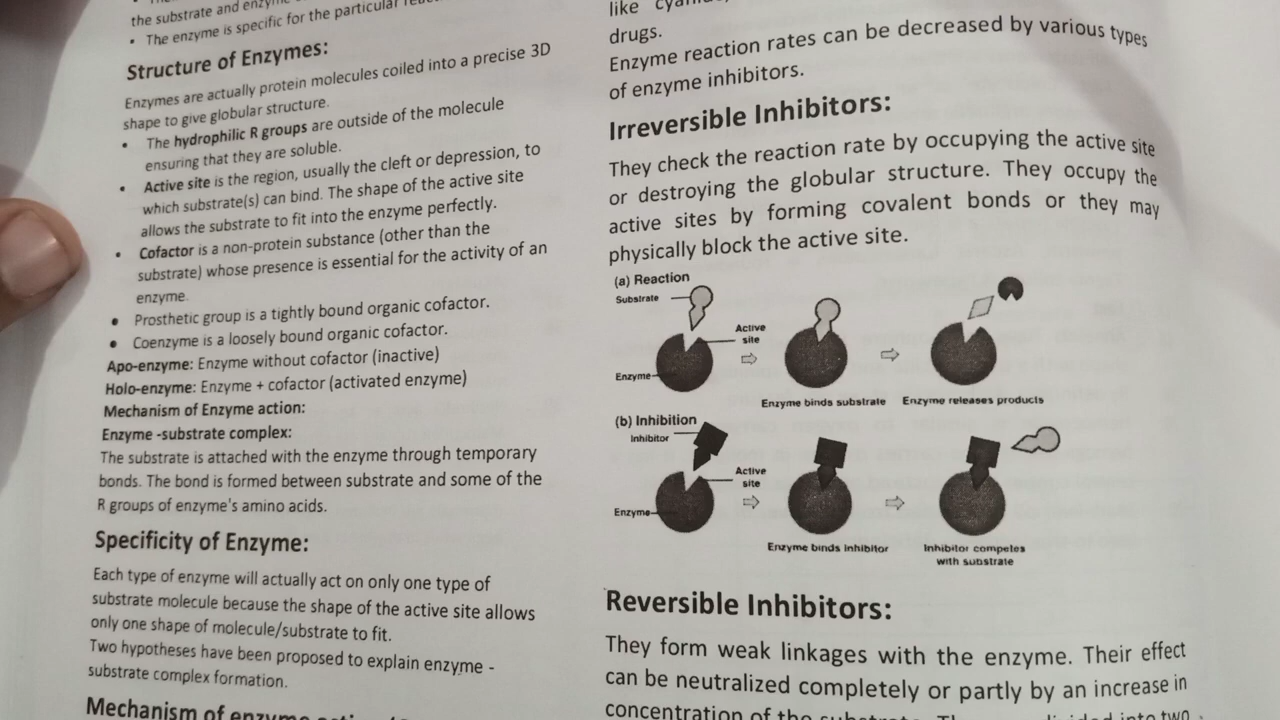 the substrate and enzyme
• The enzyme is specific for the particular
Structure of Enzymes:
Enzymes are actually protein molecules coiled into a precise 3D
shape to give globular structure.
• The hydrophilic R groups are outside of the molecule
ensuring that they are soluble.
• Active site is the region, usually the cleft or depression, to
which substrate(s) can bind. The shape of the active site
allows the substrate to fit into the enzyme perfectly.
• Cofactor is a non-protein substance (other than the
substrate) whose presence is essential for the activity of an
enzyme.
• Prosthetic group is a tightly bound organic cofactor.
• Coenzyme is a loosely bound organic cofactor.
Apo-enzyme: Enzyme without cofactor (inactive)
Holo-enzyme: Enzyme + cofactor (activated enzyme)
Mechanism of Enzyme action:
Enzyme -substrate complex:
The substrate is attached with the enzyme through temporary
bonds. The bond is formed between substrate and some of the
R groups of enzyme's amino acids.
Specificity of Enzyme:
Each type of enzyme will actually act on only one type of
substrate molecule because the shape of the active site allows
only one shape of molecule/substrate to fit.
Two hypotheses have been proposed to explain enzyme -
substrate complex formation.
Mechanism of
like
drugs.
Enzyme reaction rates can be decreased by various types
of enzyme inhibitors.
Irreversible Inhibitors:
They check the reaction rate by occupying the active site
or destroying the globular structure. They occupy the
active sites by forming covalent bonds or they may
physically block the active site.
(a) Reaction
Substrate
Active
site
Enzyme
Enzyme binds substrate
Enzyme releases products
(b) Inhibition
Inhibitor
Active
site
Enzyme
Enzyme binds inhibitor
Inhibitor competes
with substrate
Reversible Inhibitors:
They form weak linkages with the enzyme. Their effect
can be neutralized completely or partly by an increase in
concentration of the